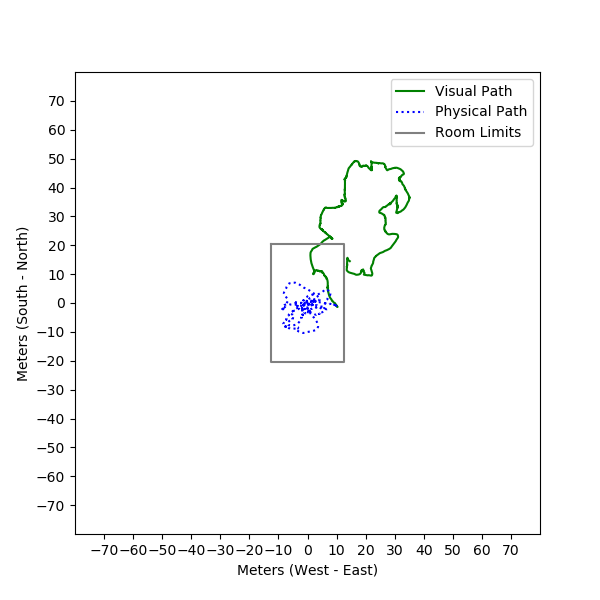 Visual Path
Physical Path
Room Limits
70
60
50
40
30
20
10
0
−10
−20
−30
−40
−50
−60
−70
Meters (South - North)
−70 −60 −50 −40 −30 −20 −10 0 10 20 30 40 50 60 70
Meters (West - East)